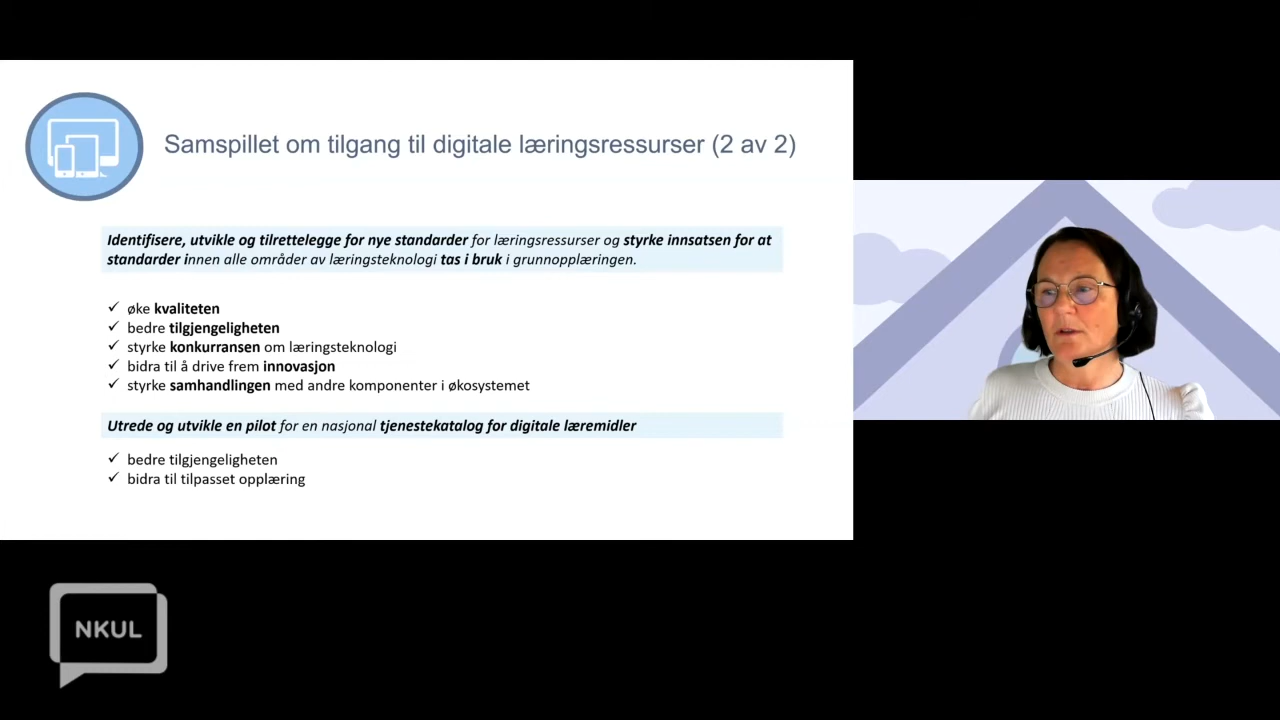 Samspillet om tilgang til digitale læringsressurser (2 av 2)
Identifisere, utvikle og tilrettelegge for nye standarder for læringsressurser og styrke innsatsen for at
standarder innen alle områder av læringsteknologi tas i bruk i grunnopplæringen.
✓ øke kvaliteten
✓ bedre tilgjengeligheten
✓ styrke konkurransen om læringsteknologi
✓ bidra til å drive frem innovasjon
✓ styrke samhandlingen med andre komponenter i økosystemet
Utrede og utvikle en pilot for en nasjonal tjenestekatalog for digitale læremidler
✓ bedre tilgjengeligheten
✓ bidra til tilpasset opplæring
NKUL